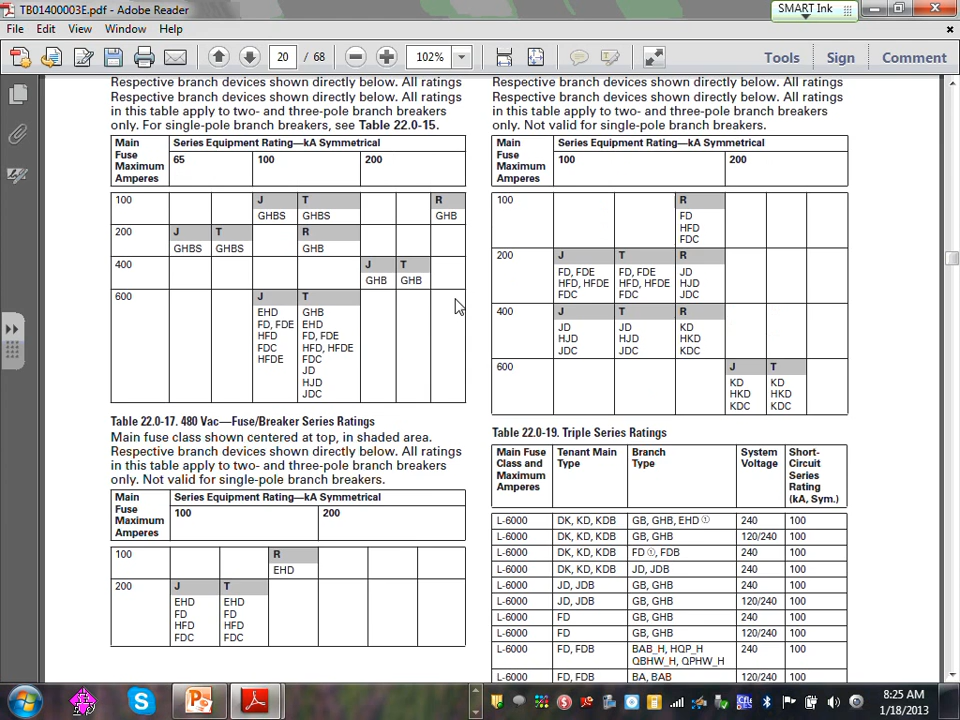 TB01400003E.pdf - Adobe Reader
SMART Ink
File Edit View Window Help
20 / 68
102%
Tools Sign Comment
Respective branch devices shown directly below. All ratings
Respective branch devices shown directly below. All ratings
in this table apply to two- and three-pole branch breakers
only. For single-pole branch breakers, see Table 22.0-15.
Main Fuse Maximum Amperes
Series Equipment Rating—kA Symmetrical
65 100 200
100 J T R
GHBS GHBS GHB
200 J T R
GHBS GHBS GHB
400 J T
GHB GHB
600 J T
EHD GHB
FD, FDE EHD
HFD FD, FDE
FDC HFD, HFDE
HFDE FDC
JD
HJD
JDC
Table 22.0-17. 480 Vac—Fuse/Breaker Series Ratings
Main fuse class shown centered at top, in shaded area.
Respective branch devices shown directly below. All ratings
in this table apply to two- and three-pole branch breakers
only. Not valid for single-pole branch breakers.
Main Fuse Maximum Amperes
Series Equipment Rating—kA Symmetrical
100 200
100 R
EHD
200 J T
EHD EHD
FD FD
HFD HFD
FDC FDC
Respective branch devices shown directly below. All ratings
Respective branch devices shown directly below. All ratings
in this table apply to two- and three-pole branch breakers
only. Not valid for single-pole branch breakers.
Main Fuse Maximum Amperes
Series Equipment Rating—kA Symmetrical
100 200
100 R
FD
HFD
FDC
200 J T R
FD, FDE FD, FDE JD
HFD, HFDE HFD, HFDE HJD
FDC FDC JDC
400 J T R
JD JD KD
HJD HJD HKD
JDC JDC KDC
600 J T
KD KD
HKD HKD
KDC KDC
Table 22.0-19. Triple Series Ratings
Main Fuse Class and Maximum Amperes
Tenant Main Type
Branch Type
System Voltage
Short-Circuit Series Rating (kA, Sym.)
L-6000 DK, KD, KDB GB, GHB, EHD ① 240 100
L-6000 DK, KD, KDB GB, GHB 120/240 100
L-6000 DK, KD, KDB FD ①, FDB 240 100
L-6000 DK, KD, KDB JD, JDB 240 100
L-6000 JD, JDB GB, GHB 240 100
L-6000 JD, JDB GB, GHB 120/240 100
L-6000 FD GB, GHB 240 100
L-6000 FD GB, GHB 120/240 100
L-6000 FD, FDB BAB_H, HQP_H 240 100
QBHW_H, QPHW_H
L-6000 FD, FDB BA, BAB 120/240 100
8:25 AM
1/18/2013